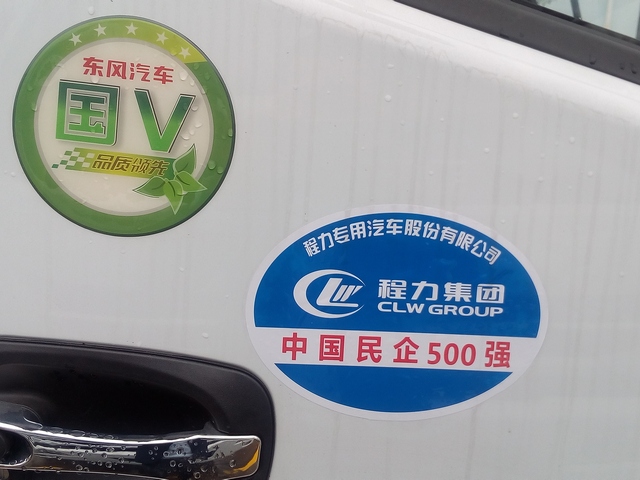 东风汽车
国V
品质领先
程力专用汽车股份有限公司
程力集团
CLW GROUP
中国民企500强